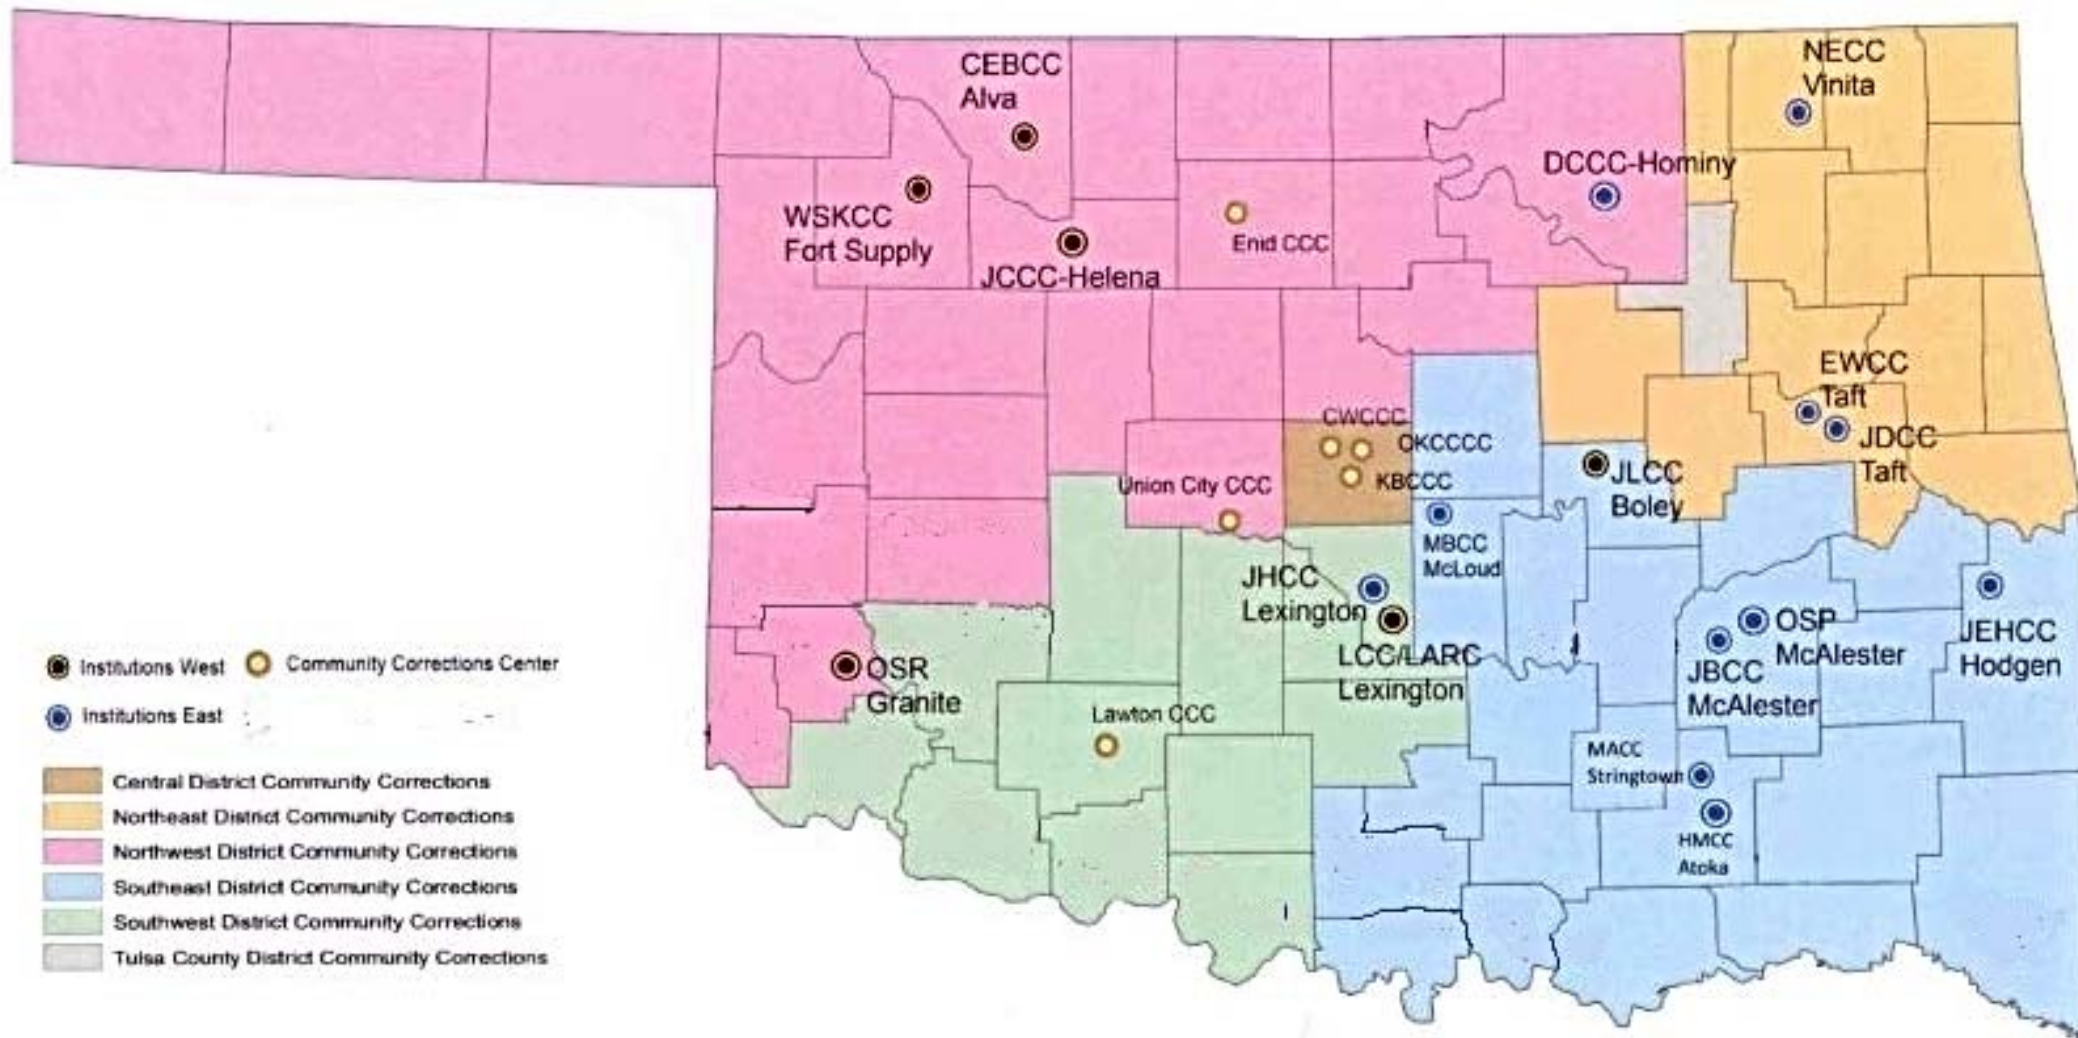 CEBCC
Alva
NECC
Vinita
DCCC-Hominy
WSKCC
Fort Supply
Enid CCC
JCCC-Helena
EWCC
Taft
CWCCC
OKCCCC
JDCC
Taft
KBCCC
JLCC
Boley
Union City CCC
MBCC
McLoud
JHCC
Lexington
OSP
McAlester
JEHCC
Hodgen
LCC/LARC
Lexington
JBCC
McAlester
OSR
Granite
Lawton CCC
MACC
Stringtown
HMCC
Atoka
Institutions West
Community Corrections Center
Institutions East
Central District Community Corrections
Northeast District Community Corrections
Northwest District Community Corrections
Southeast District Community Corrections
Southwest District Community Corrections
Tulsa County District Community Corrections